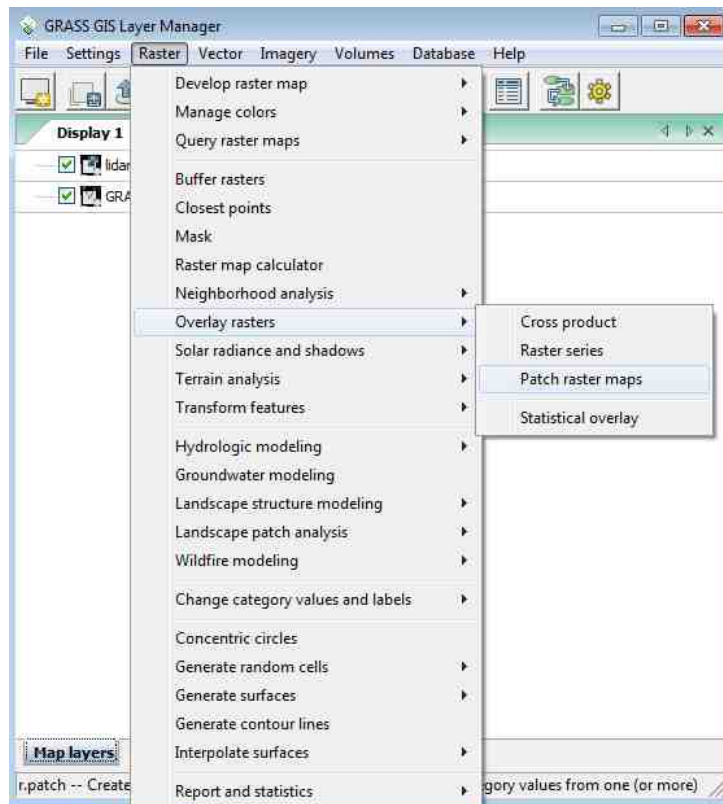 GRASS GIS Layer Manager
File Settings Raster Vector Imagery Volumes Database Help
Display 1
lidar
GRA
Develop raster map
Manage colors
Query raster maps
Buffer rasters
Closest points
Mask
Raster map calculator
Neighborhood analysis
Overlay rasters
Solar radiance and shadows
Terrain analysis
Transform features
Hydrologic modeling
Groundwater modeling
Landscape structure modeling
Landscape patch analysis
Wildfire modeling
Change category values and labels
Concentric circles
Generate random cells
Generate surfaces
Generate contour lines
Interpolate surfaces
Report and statistics
Cross product
Raster series
Patch raster maps
Statistical overlay
Map layers
r.patch -- Create
gory values from one (or more)